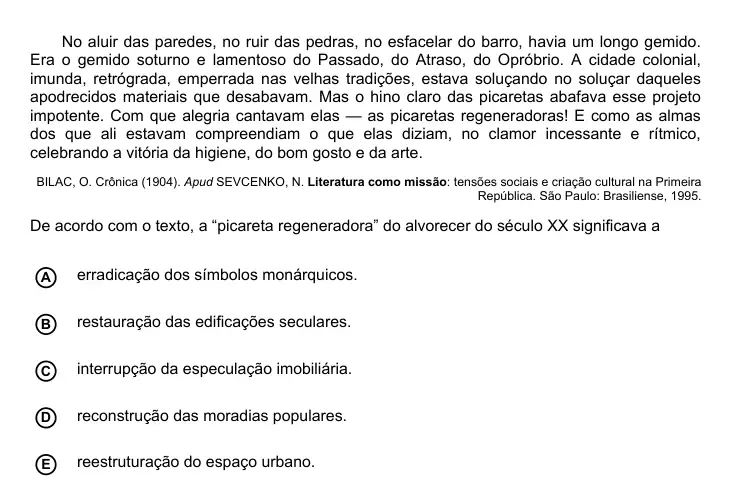 No aluir das paredes, no ruir das pedras, no esfacelar do barro, havia um longo gemido.
Era o gemido soturno e lamentoso do Passado, do Atraso, do Opróbrio. A cidade colonial,
imunda, retrógrada, emperrada nas velhas tradições, estava soluçando no soluçar daqueles
apodrecidos materiais que desabavam. Mas o hino claro das picaretas abafava esse projeto
impotente. Com que alegria cantavam elas — as picaretas regeneradoras! E como as almas
dos que ali estavam compreendiam o que elas diziam, no clamor incessante e rítmico,
celebrando a vitória da higiene, do bom gosto e da arte.
BILAC, O. Crônica (1904). Apud SEVCENKO, N. Literatura como missão: tensões sociais e criação cultural na Primeira
República. São Paulo: Brasiliense, 1995.
De acordo com o texto, a “picareta regeneradora” do alvorecer do século XX significava a
A erradicação dos símbolos monárquicos.
B restauração das edificações seculares.
C interrupção da especulação imobiliária.
D reconstrução das moradias populares.
E reestruturação do espaço urbano.